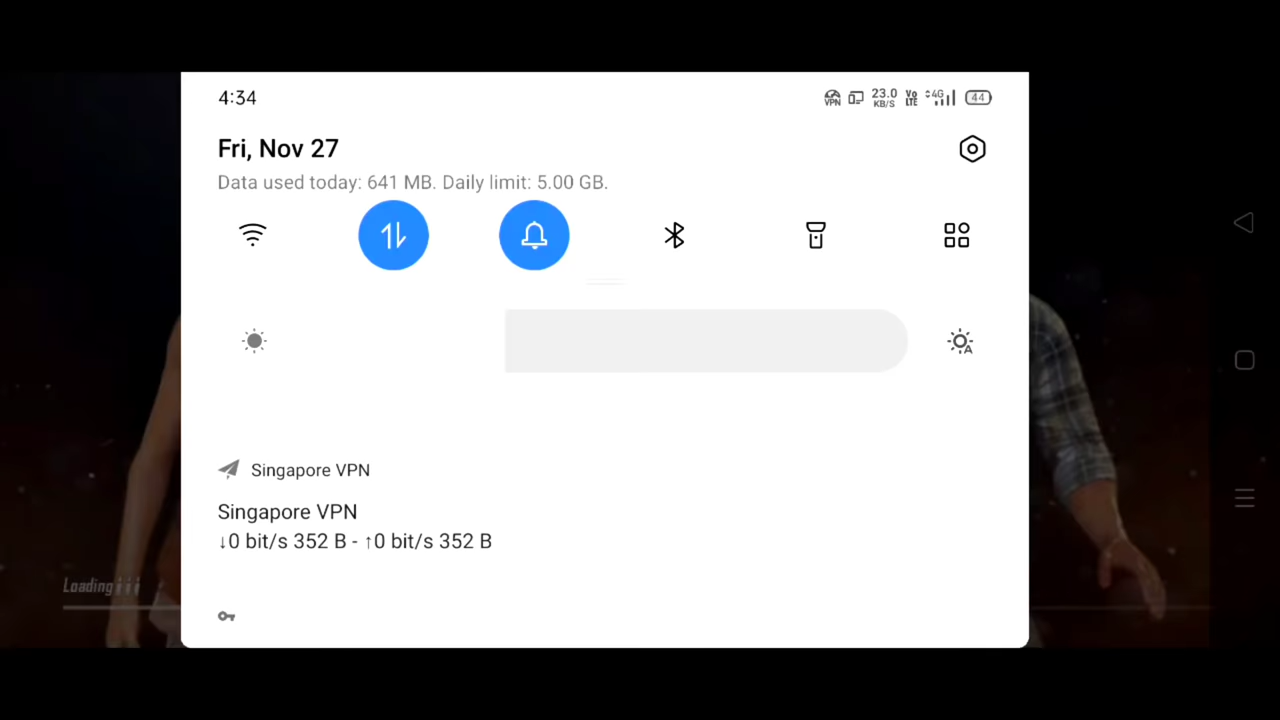 4:34
VPN
23.0
KB/S
Vo
LTE
4G
44
Fri, Nov 27
Data used today: 641 MB. Daily limit: 5.00 GB.
A
Singapore VPN
Singapore VPN
↓0 bit/s 352 B - ↑0 bit/s 352 B
Loading